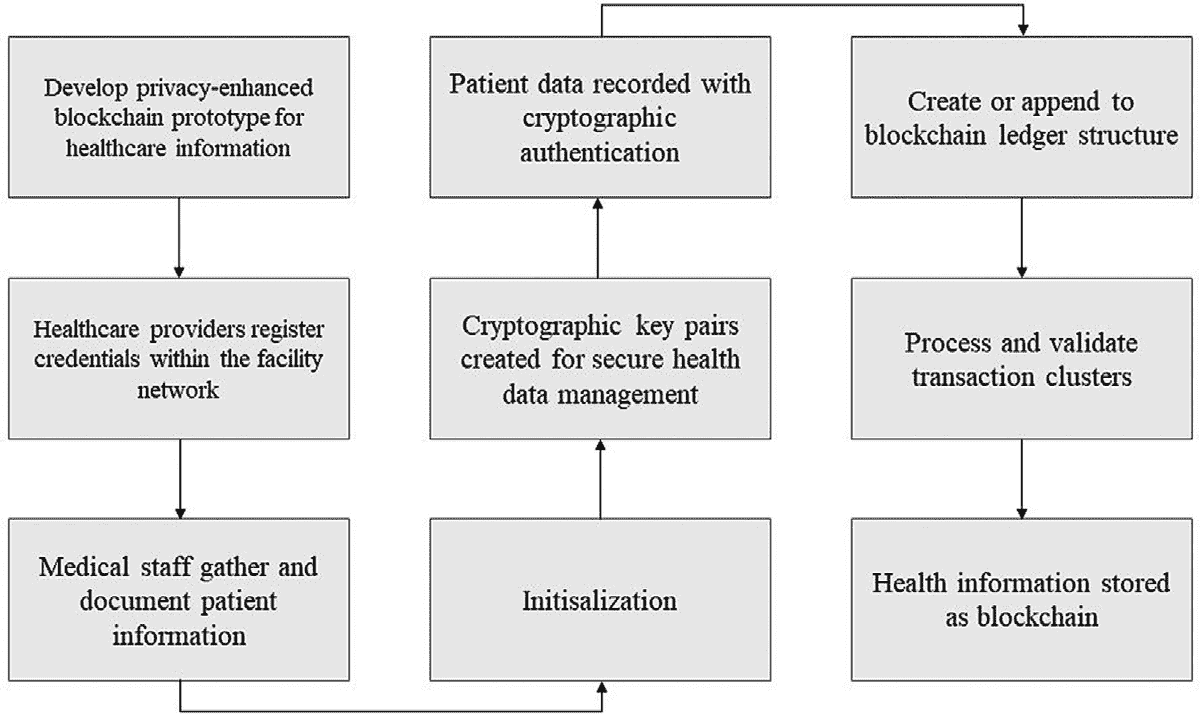 Develop privacy-enhanced
blockchain prototype for
healthcare information
Healthcare providers register
credentials within the facility
network
Medical staff gather and
document patient
information
Initisalization
Cryptographic key pairs
created for secure health
data management
Patient data recorded with
cryptographic
authentication
Create or append to
blockchain ledger structure
Process and validate
transaction clusters
Health information stored
as blockchain